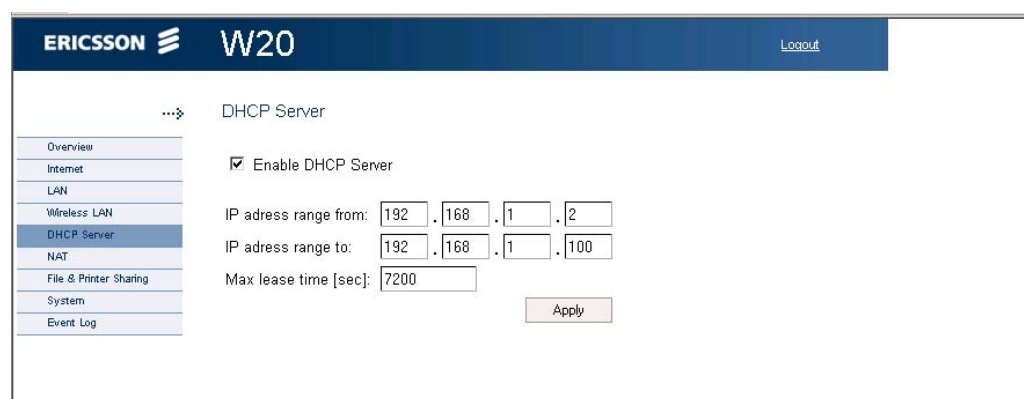 ERICSSON W20 Logout
DHCP Server
Overview
Internet
LAN
Wireless LAN
DHCP Server
NAT
File & Printer Sharing
System
Event Log
Enable DHCP Server
IP adress range from: 192 . 168 . 1 . 2
IP adress range to: 192 . 168 . 1 . 100
Max lease time [sec]: 7200
Apply